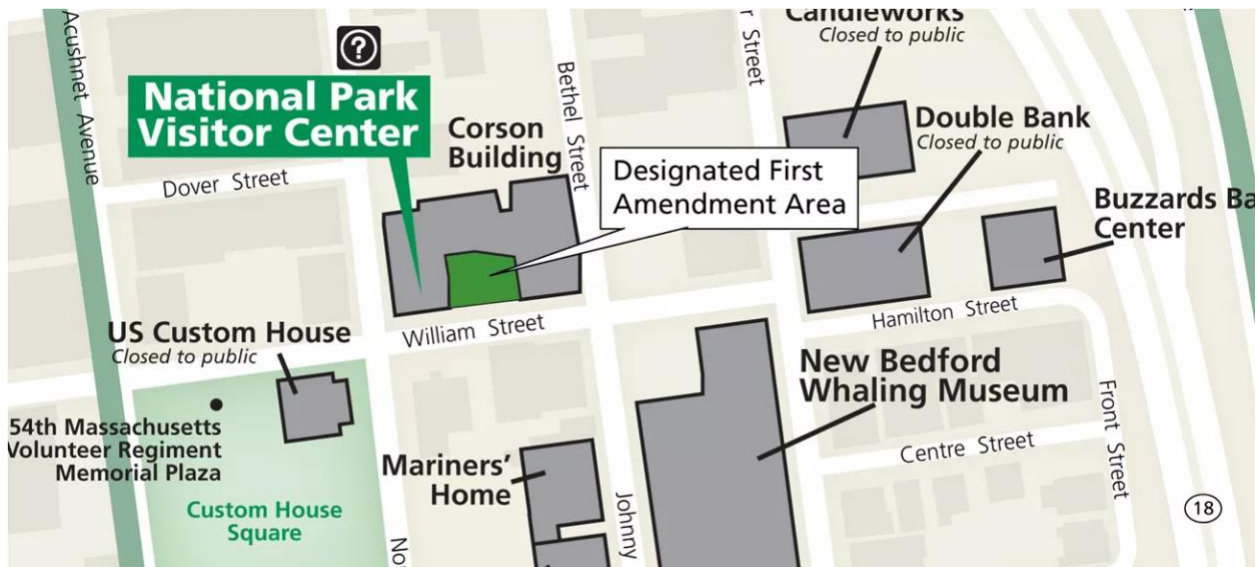 Acushnet Avenue
National Park
Visitor Center
Dover Street
Corson
Building
Bethel Street
Street
Candleworks
Closed to public
Designated First
Amendment Area
Double Bank
Closed to public
Buzzards Ba
Center
William Street
Hamilton Street
US Custom House
Closed to public
54th Massachusetts
Volunteer Regiment
Memorial Plaza
Custom House
Square
Mariners’
Home
Johnny
New Bedford
Whaling Museum
Centre Street
Front Street
18